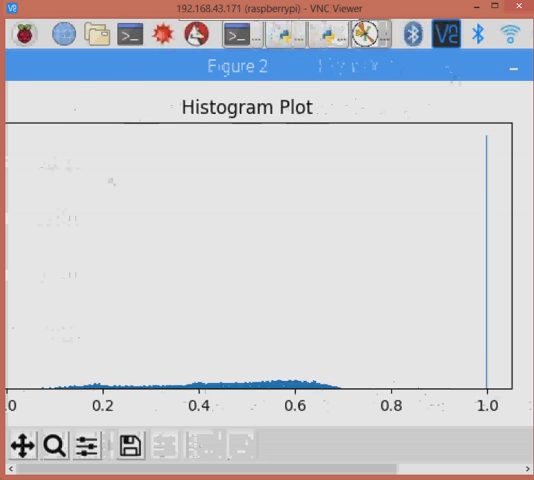 192.168.43.171 (raspberrypi) - VNC Viewer
Figure 2
Histogram Plot
.0 0.2 0.4 0.6 0.8 1.0